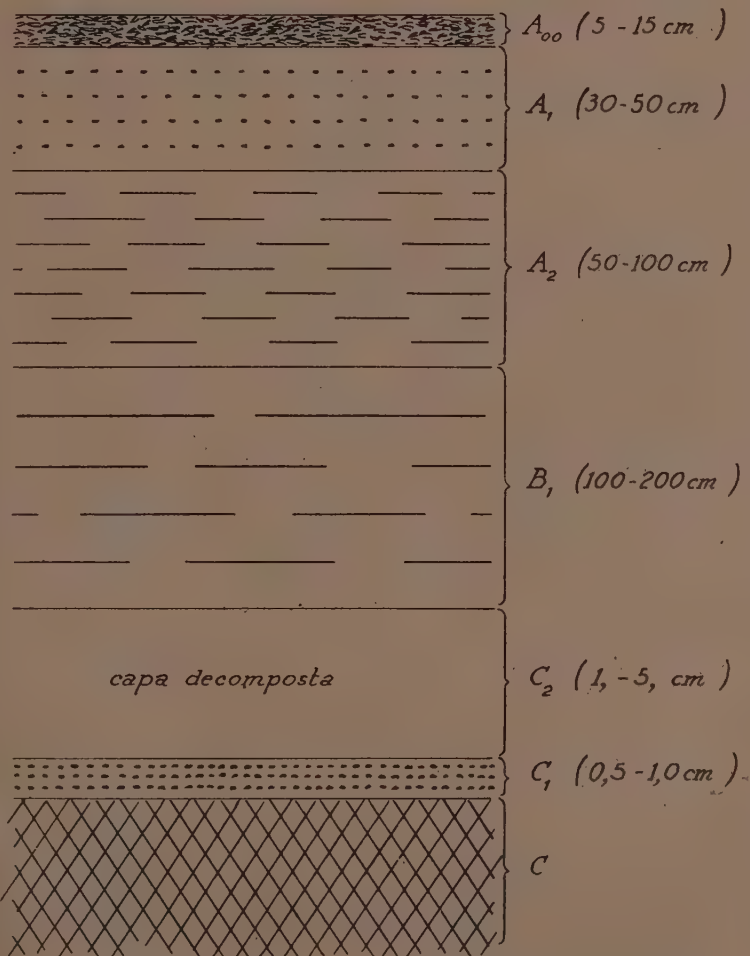 A₀₀ (5 - 15 cm )
A₁ (30-50 cm )
A₂ (50-100 cm )
B₁ (100-200 cm )
capa decomposta C₂ (1, -5, cm )
C₁ (0,5 -1,0 cm )
C